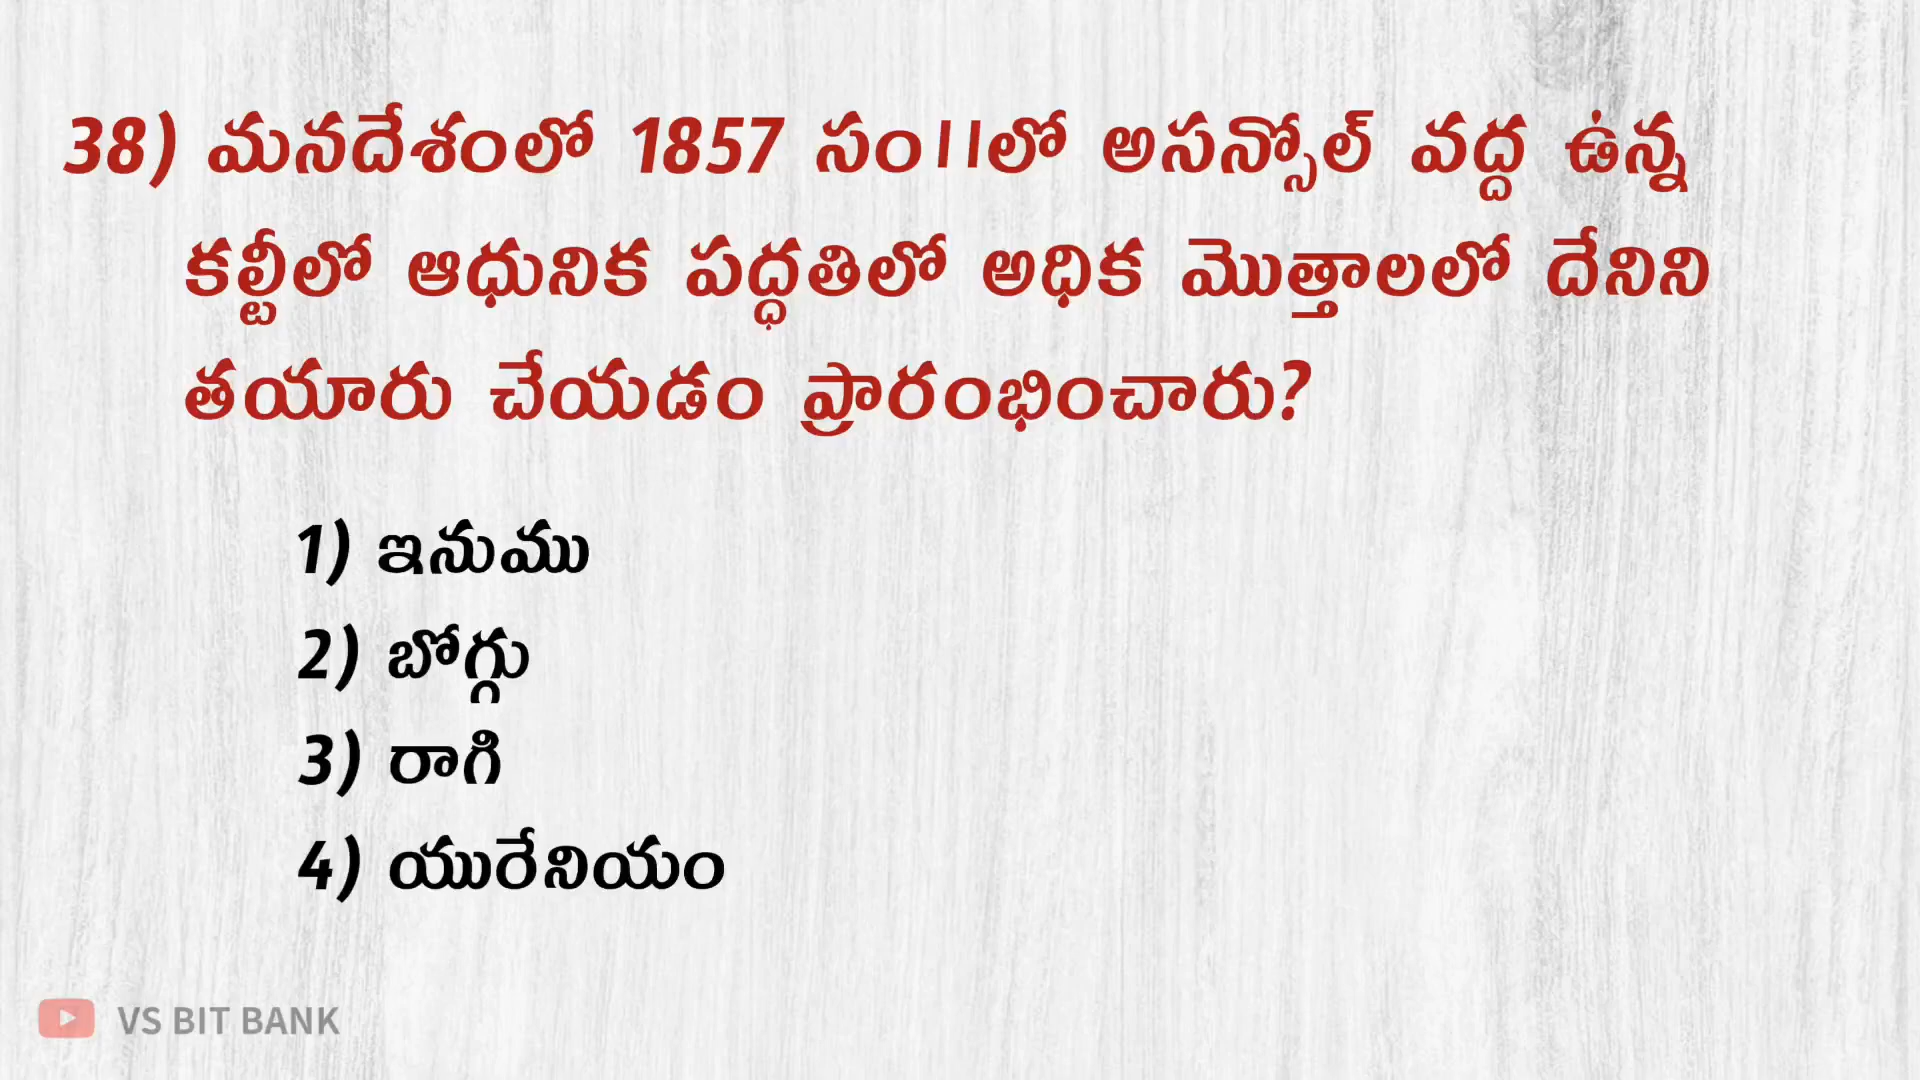 38) మనదేశంలో 1857 సం||లో అసన్సోల్ వద్ద ఉన్న
కల్టీలో ఆధునిక పద్ధతిలో అధిక మొత్తాలలో దేనిని
తయారు చేయడం ప్రారంభించారు?
1) ఇనుము
2) బోగ్గు
3) రాగి
4) యురేనియం
VS BIT BANK